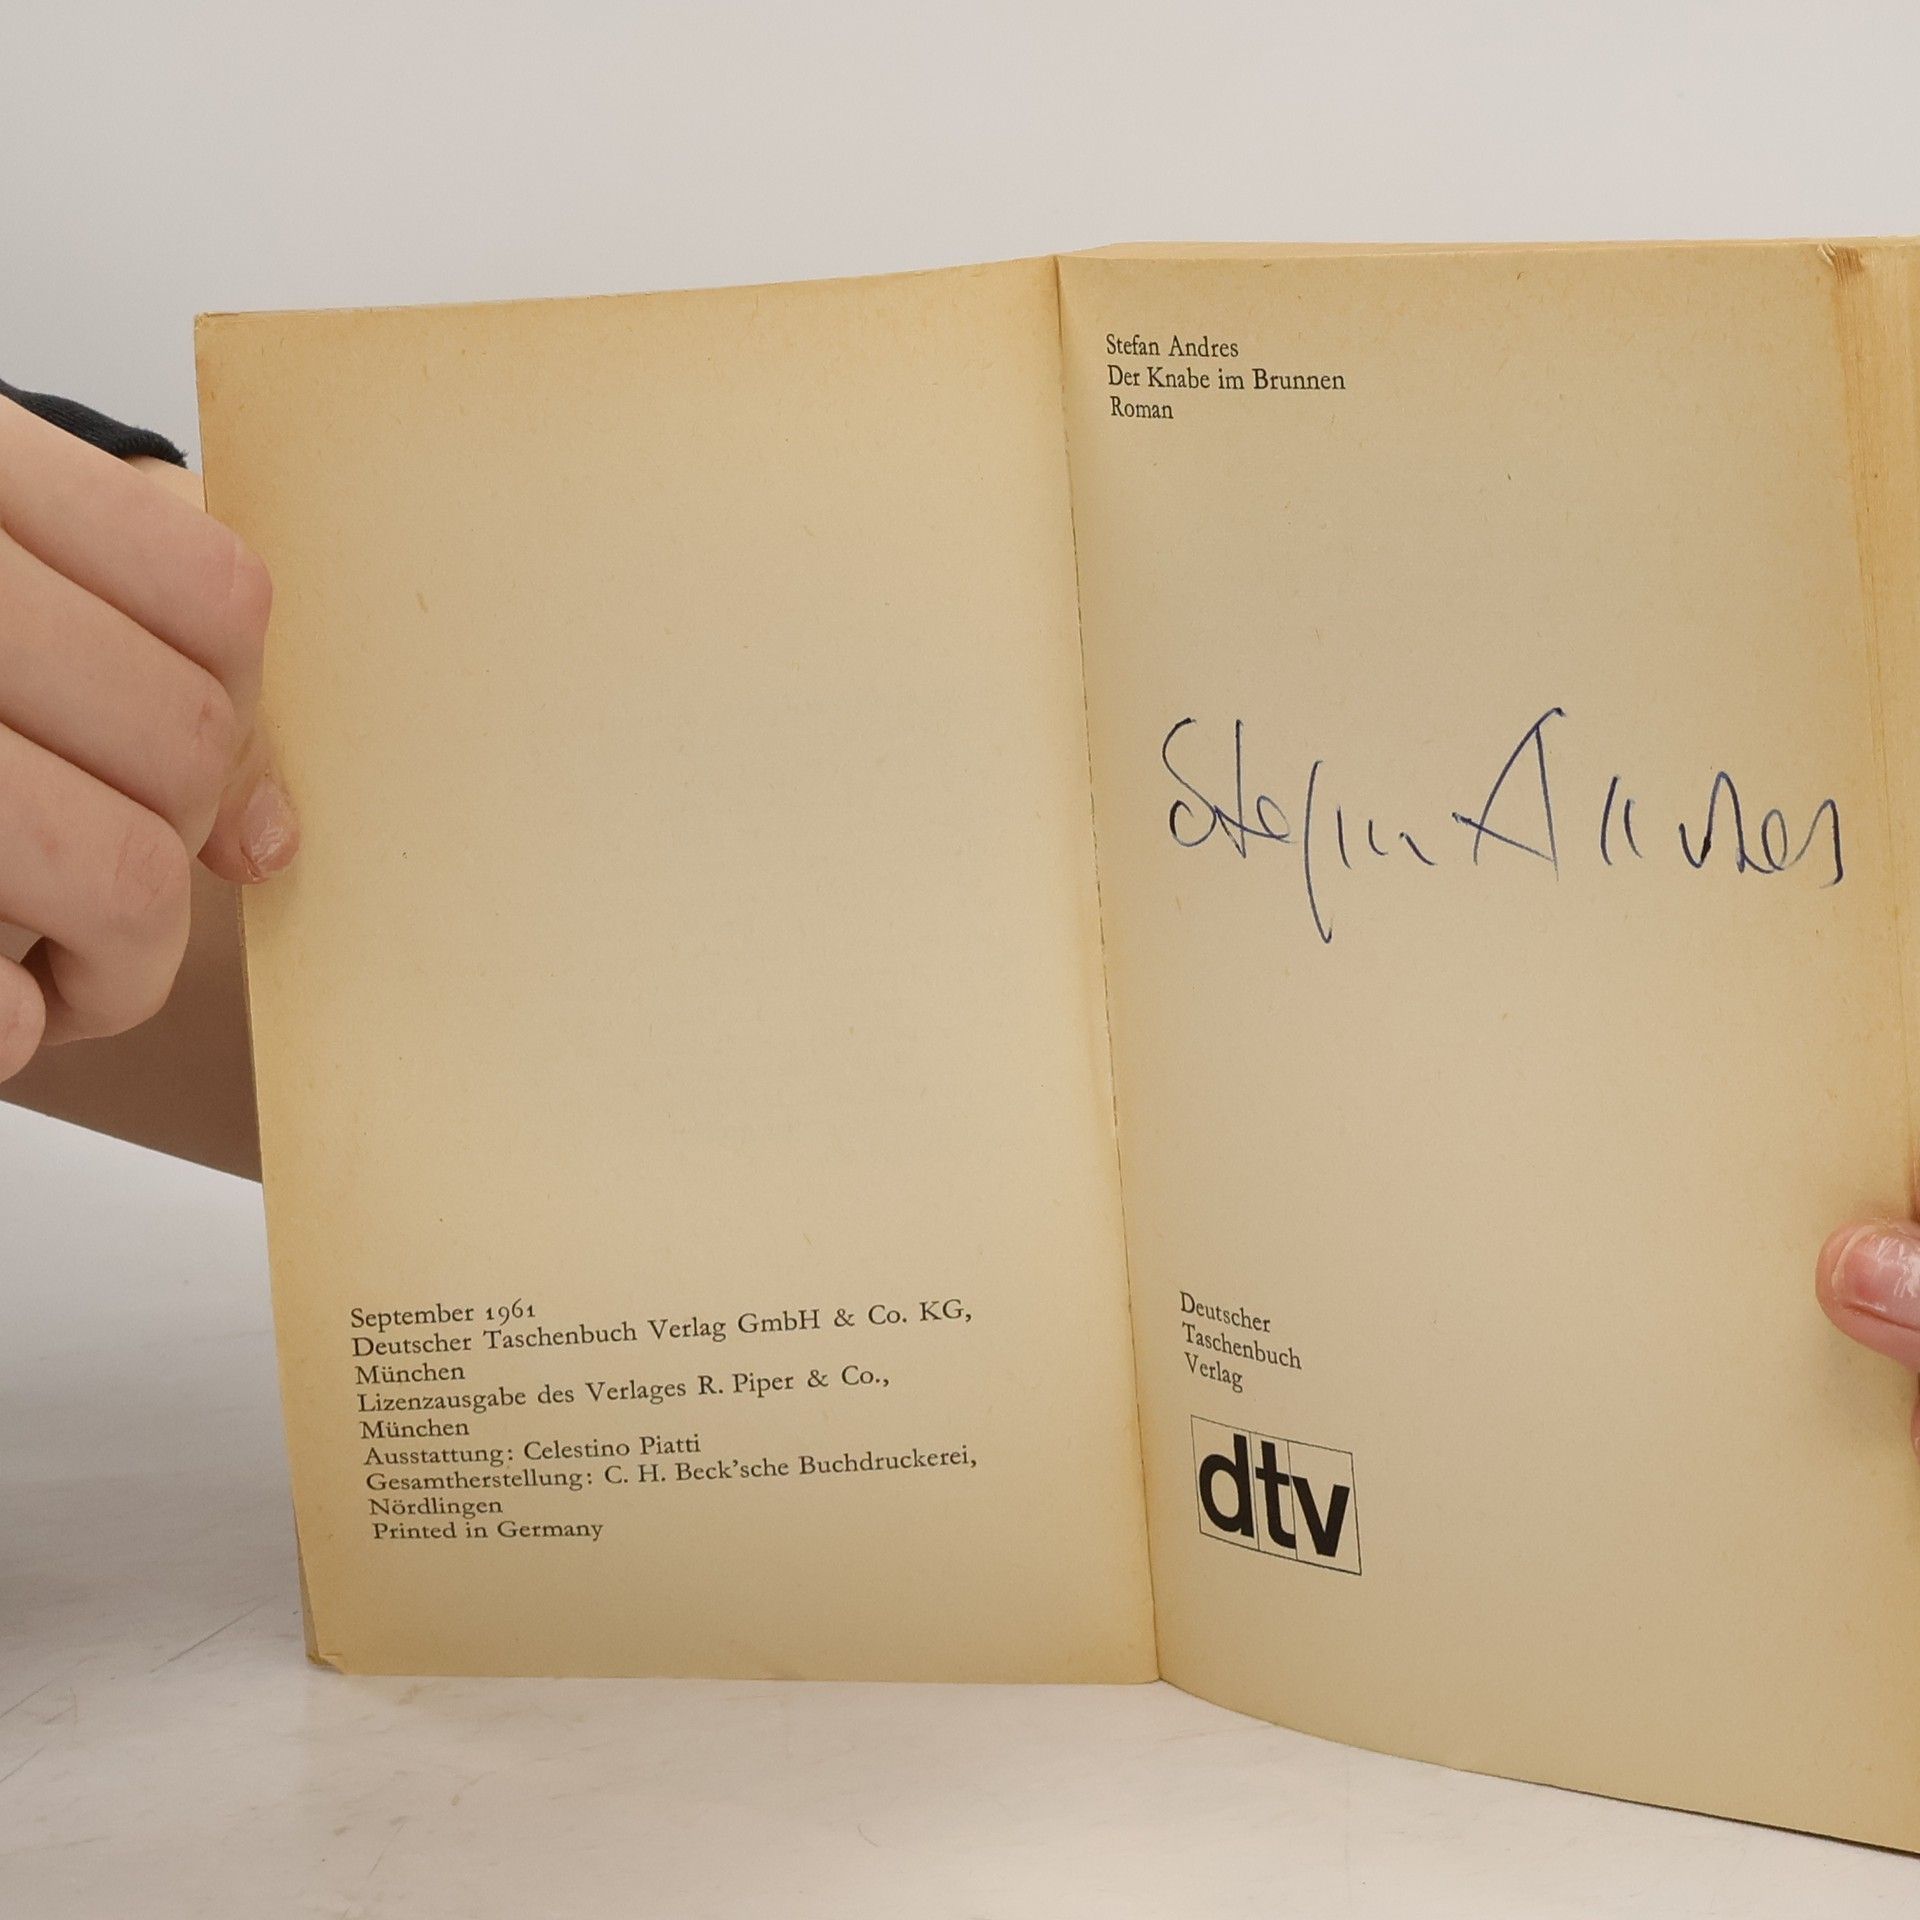 September 1961
Deutscher Taschenbuch Verlag GmbH & Co. KG,
München
Lizenzausgabe des Verlages R. Piper & Co.,
München
Ausstattung: Celestino Piatti
Gesamtherstellung: C. H. Beck'sche Buchdruckerei,
Nördlingen
Printed in Germany
Stefan Andres
Der Knabe im Brunnen
Roman
Stefan Andres
Deutscher
Taschenbuch
Verlag
dtv